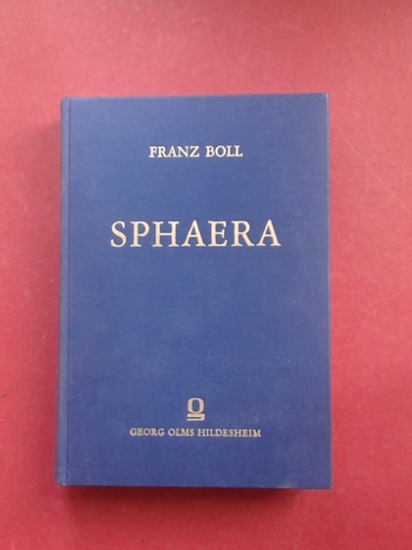 FRANZ BOLL
SPHAERA
GEORG OLMS HILDESHEIM